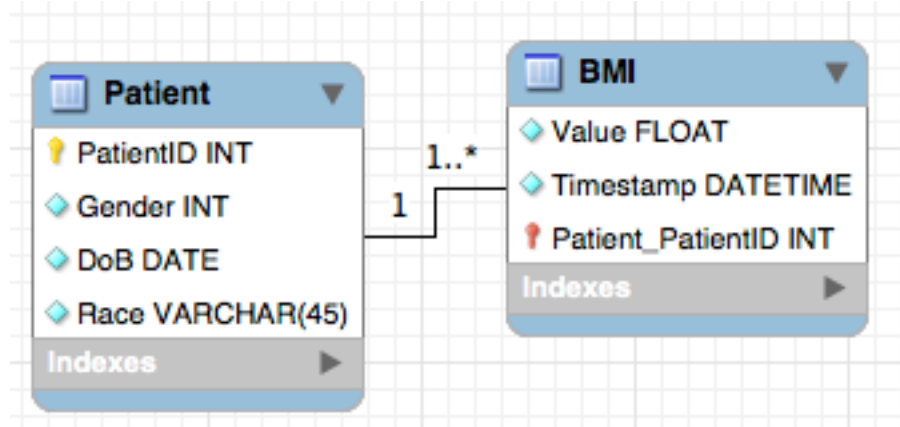 Patient
PatientID INT
Gender INT
DoB DATE
Race VARCHAR(45)
Indexes
1
1..*
BMI
Value FLOAT
Timestamp DATETIME
Patient_PatientID INT
Indexes